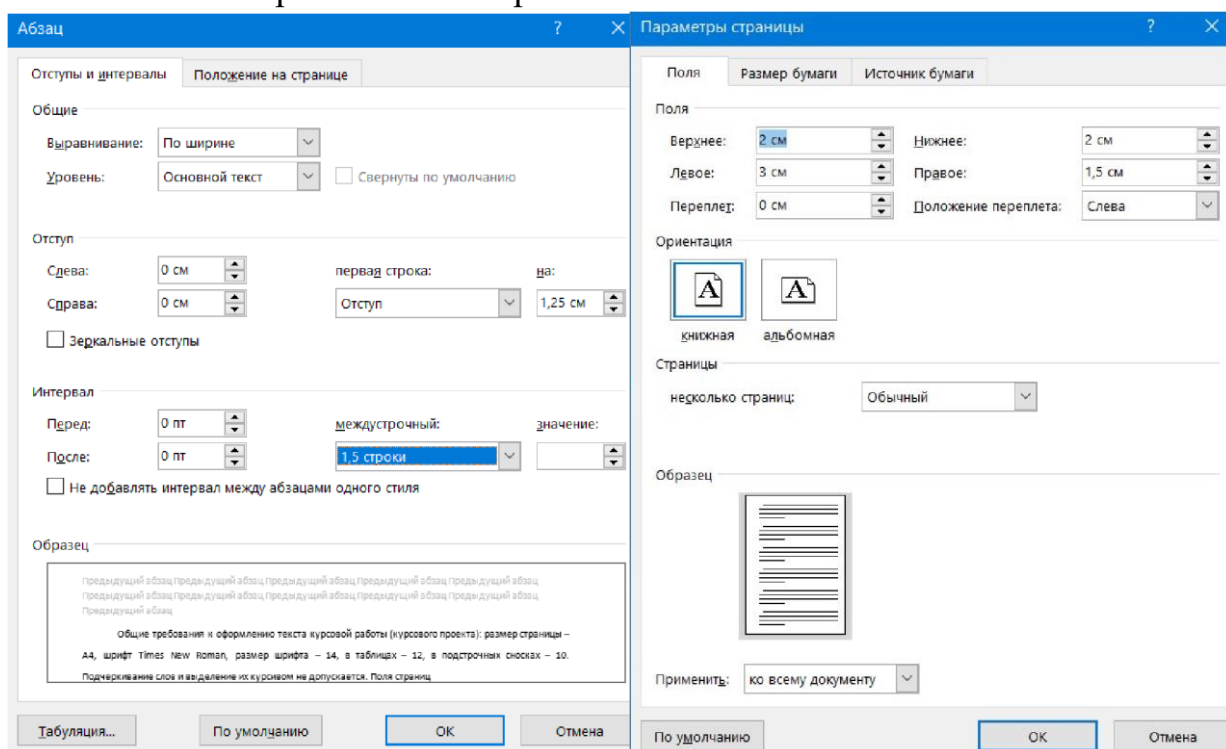 Абзац ?
Отступы и интервалы Положение на странице
Общие
Выравнивание: По ширине
Уровень: Основной текст Свернуты по умолчанию
Отступ
Слева: 0 см первая строка: на:
Справа: 0 см Отступ 1,25 см
Зеркальные отступы
Интервал
Перед: 0 пт междустрочный: значение:
После: 0 пт 1,5 строки
Не добавлять интервал между абзацами одного стиля
Образец
Предыдущий абзац Предыдущий абзац Предыдущий абзац Предыдущий абзац Предыдущий абзац
Предыдущий абзац Предыдущий абзац Предыдущий абзац Предыдущий абзац Предыдущий абзац
Предыдущий абзац
Общие требования к оформлению текста курсовой работы (курсового проекта): размер страницы –
А4, шрифт Times New Roman, размер шрифта – 14, в таблицах – 12, в подстрочных сносках – 10.
Подчеркивание слов и выделение их курсивом не допускается. Поля страниц
Табуляция... По умолчанию ОК Отмена
Параметры страницы ?
Поля Размер бумаги Источник бумаги
Поля
Верхнее: 2 см Нижнее: 2 см
Левое: 3 см Правое: 1,5 см
Переплет: 0 см Положение переплета: Слева
Ориентация
A A
книжная альбомная
Страницы
несколько страниц: Обычный
Образец
Применить: ко всему документу
По умолчанию ОК Отмена